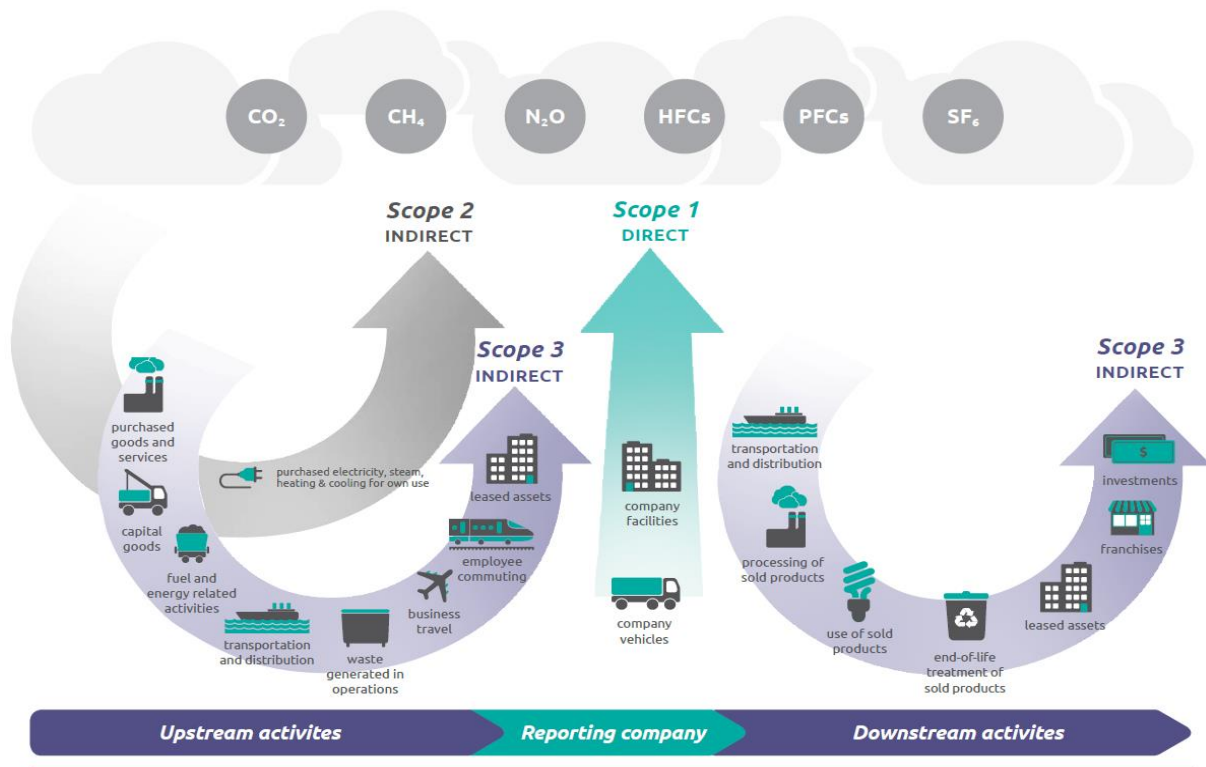 CO₂
CH₄
N₂O
HFCs
PFCs
SF₆
Scope 2
INDIRECT
Scope 1
DIRECT
Scope 3
INDIRECT
Scope 3
INDIRECT
purchased
goods and
services
capital
goods
fuel and
energy related
activities
purchased electricity, steam,
heating & cooling for own use
transportation
and distribution
waste
generated in
operations
business
travel
employee
commuting
leased assets
company
facilities
company
vehicles
transportation
and distribution
processing of
sold products
use of sold
products
end-of-life
treatment of
sold products
leased assets
franchises
$
investments
Upstream activites
Reporting company
Downstream activites